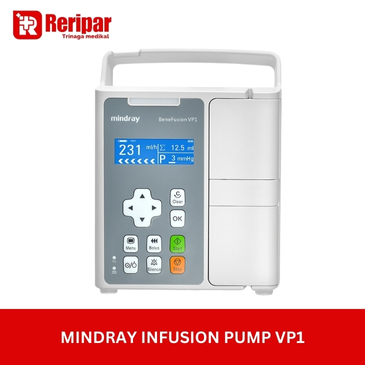 Reripar
Trinaga medikal
mindray
BeneFusion VP1
231 ml/h Σ 12.5 ml
P 3 mmHg
Clear
OK
Menu
Bolus
Start
Silence
Stop
MINDRAY INFUSION PUMP VP1